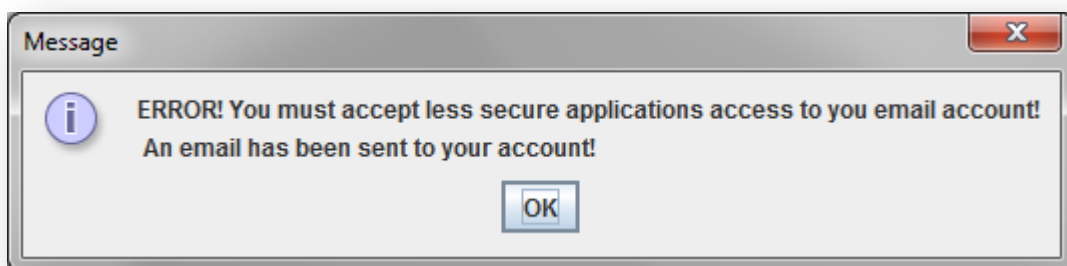 Message
ERROR! You must accept less secure applications access to you email account!
An email has been sent to your account!
OK